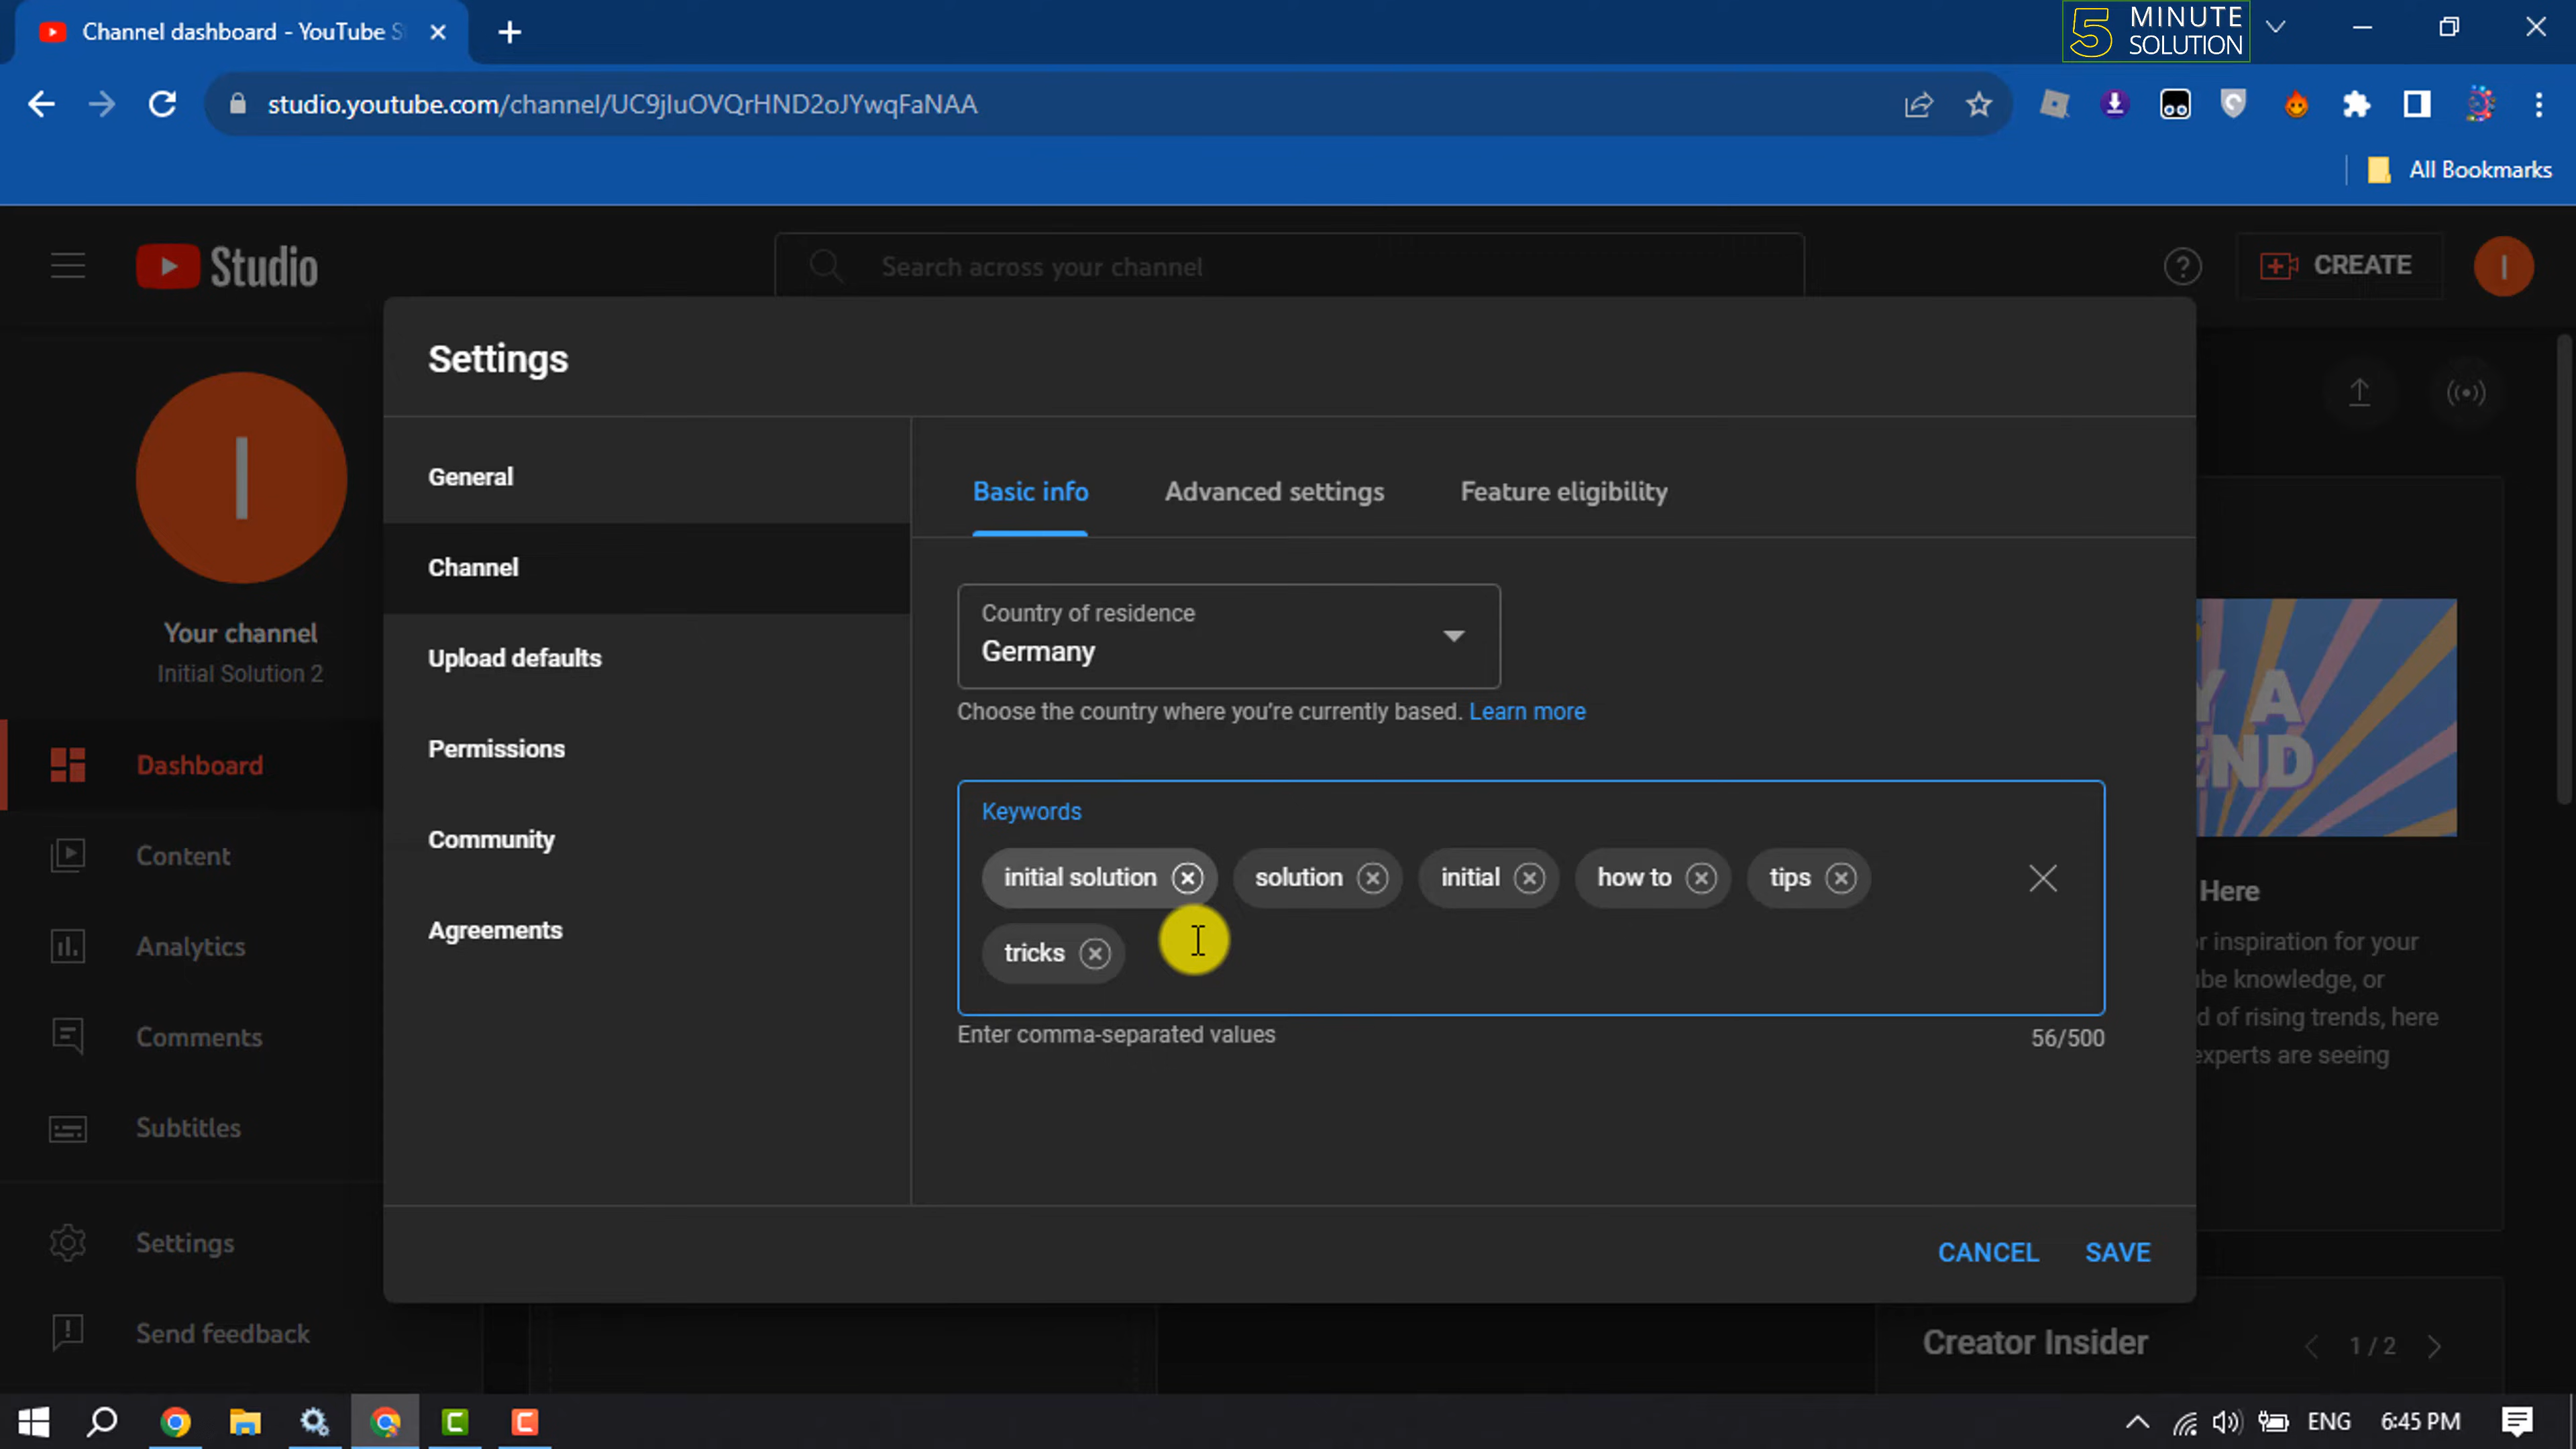 Channel dashboard - YouTube S
5 MINUTE SOLUTION
studio.youtube.com/channel/UC9jIuOVQrHND2oJYwqFaNAA
All Bookmarks
Studio
Search across your channel
CREATE
I
Settings
I
Your channel
Initial Solution 2
Dashboard
Content
Analytics
Comments
Subtitles
Settings
Send feedback
General
Channel
Upload defaults
Permissions
Community
Agreements
Basic info
Advanced settings
Feature eligibility
Country of residence
Germany
Choose the country where you're currently based. Learn more
Keywords
initial solution
solution
initial
how to
tips
tricks
Enter comma-separated values
56/500
CANCEL
SAVE
Y A
END
Here
or inspiration for your
be knowledge, or
d of rising trends, here
experts are seeing
Creator Insider
1 / 2
ENG
6:45 PM